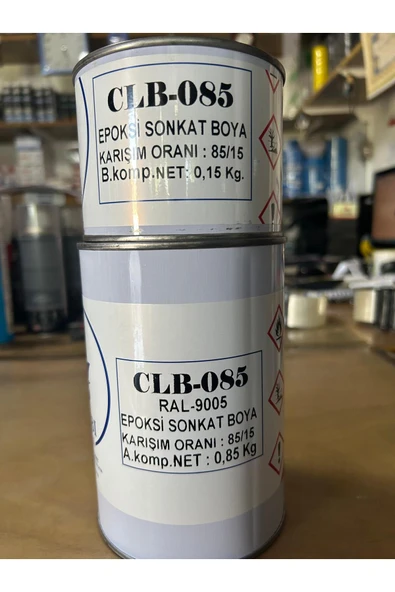 CLB-085
EPOKSİ SONKAT BOYA
KARIŞIM ORANI : 85/15
B.komp.NET: 0,15 Kg.
CLB-085
RAL-9005
EPOKSİ SONKAT BOYA
KARIŞIM ORANI : 85/15
A.komp.NET : 0,85 Kg